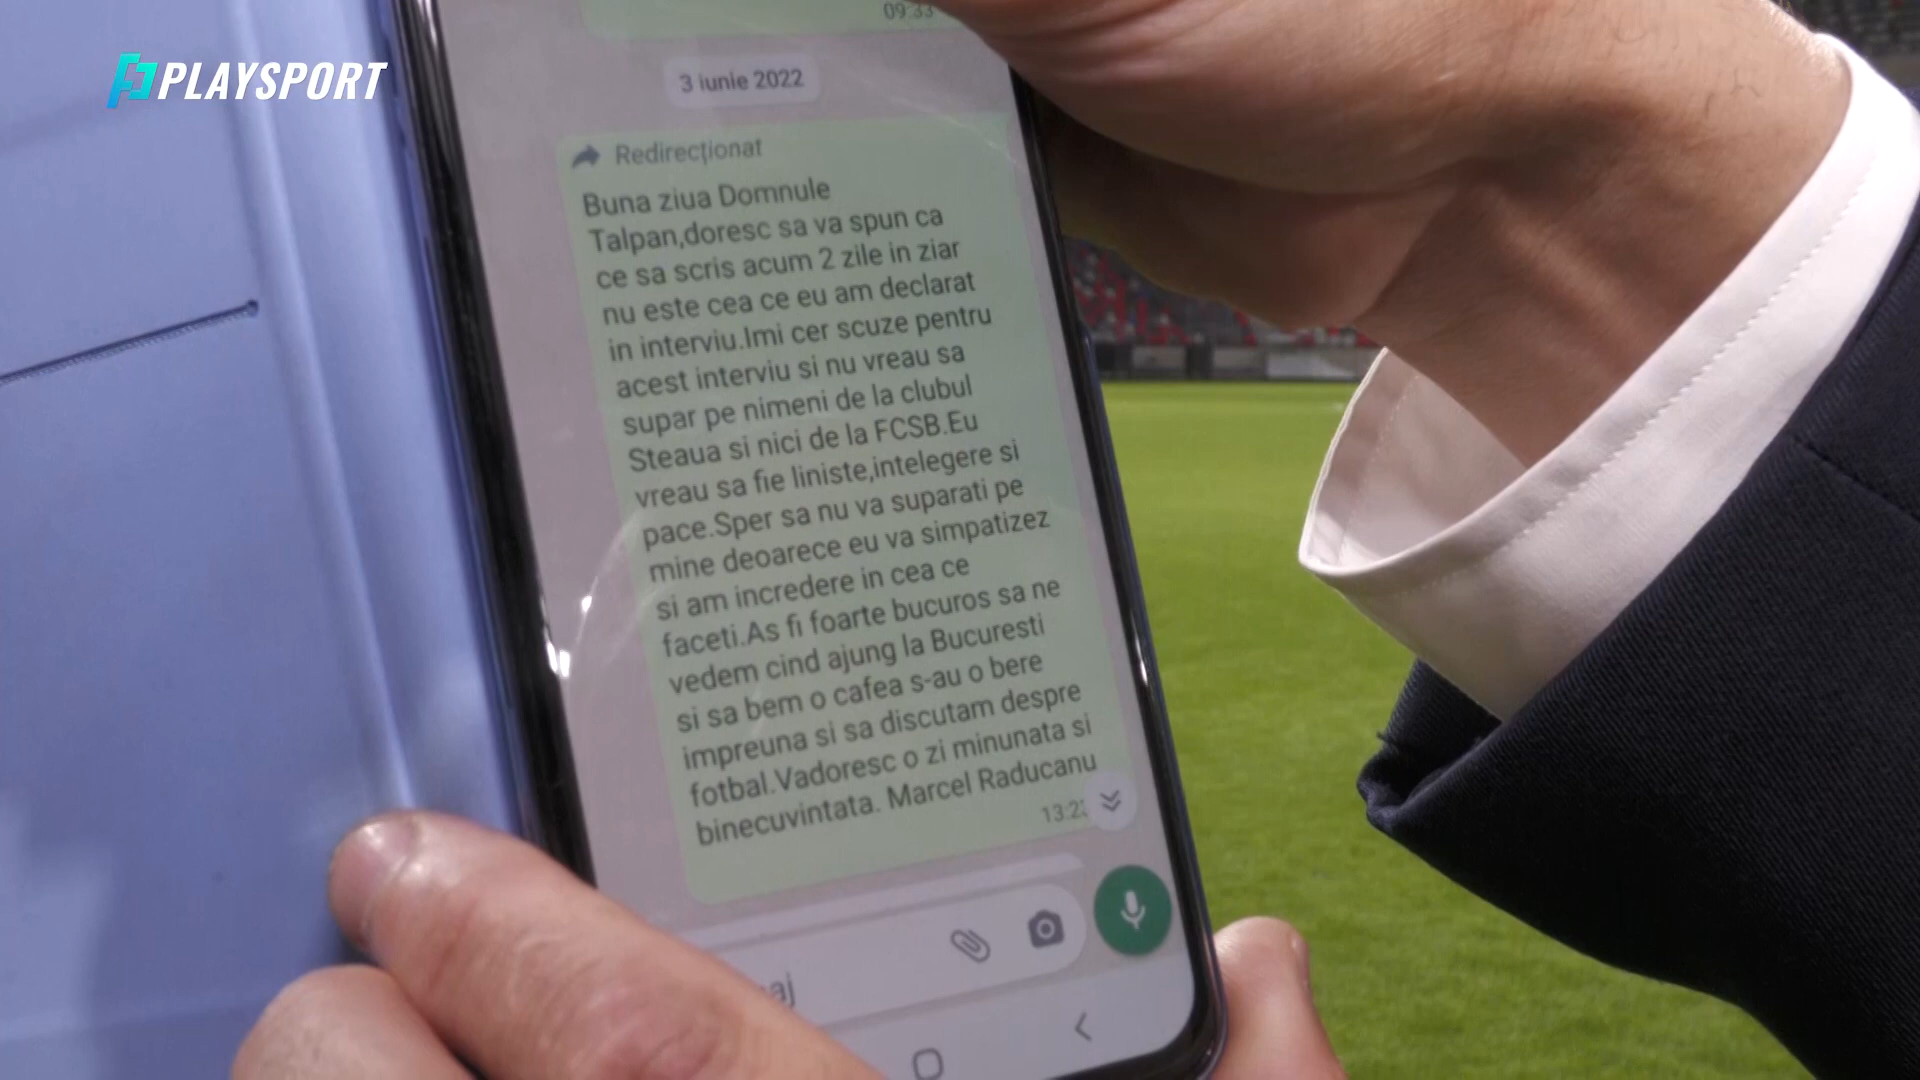 PLAYSPORT
09:33
3 iunie 2022
Redirecționat
Buna ziua Domnule
Talpan,doresc sa va spun ca
ce sa scris acum 2 zile in ziar
nu este cea ce eu am declarat
in interviu.Imi cer scuze pentru
acest interviu si nu vreau sa
supar pe nimeni de la clubul
Steaua si nici de la FCSB.Eu
vreau sa fie liniste,intelegere si
pace.Sper sa nu va suparati pe
mine deoarece eu va simpatizez
si am incredere in cea ce
faceti.As fi foarte bucuros sa ne
vedem cind ajung la Bucuresti
si sa bem o cafea s-au o bere
impreuna si sa discutam despre
fotbal.Vadoresc o zi minunata si
binecuvintata. Marcel Raducanu